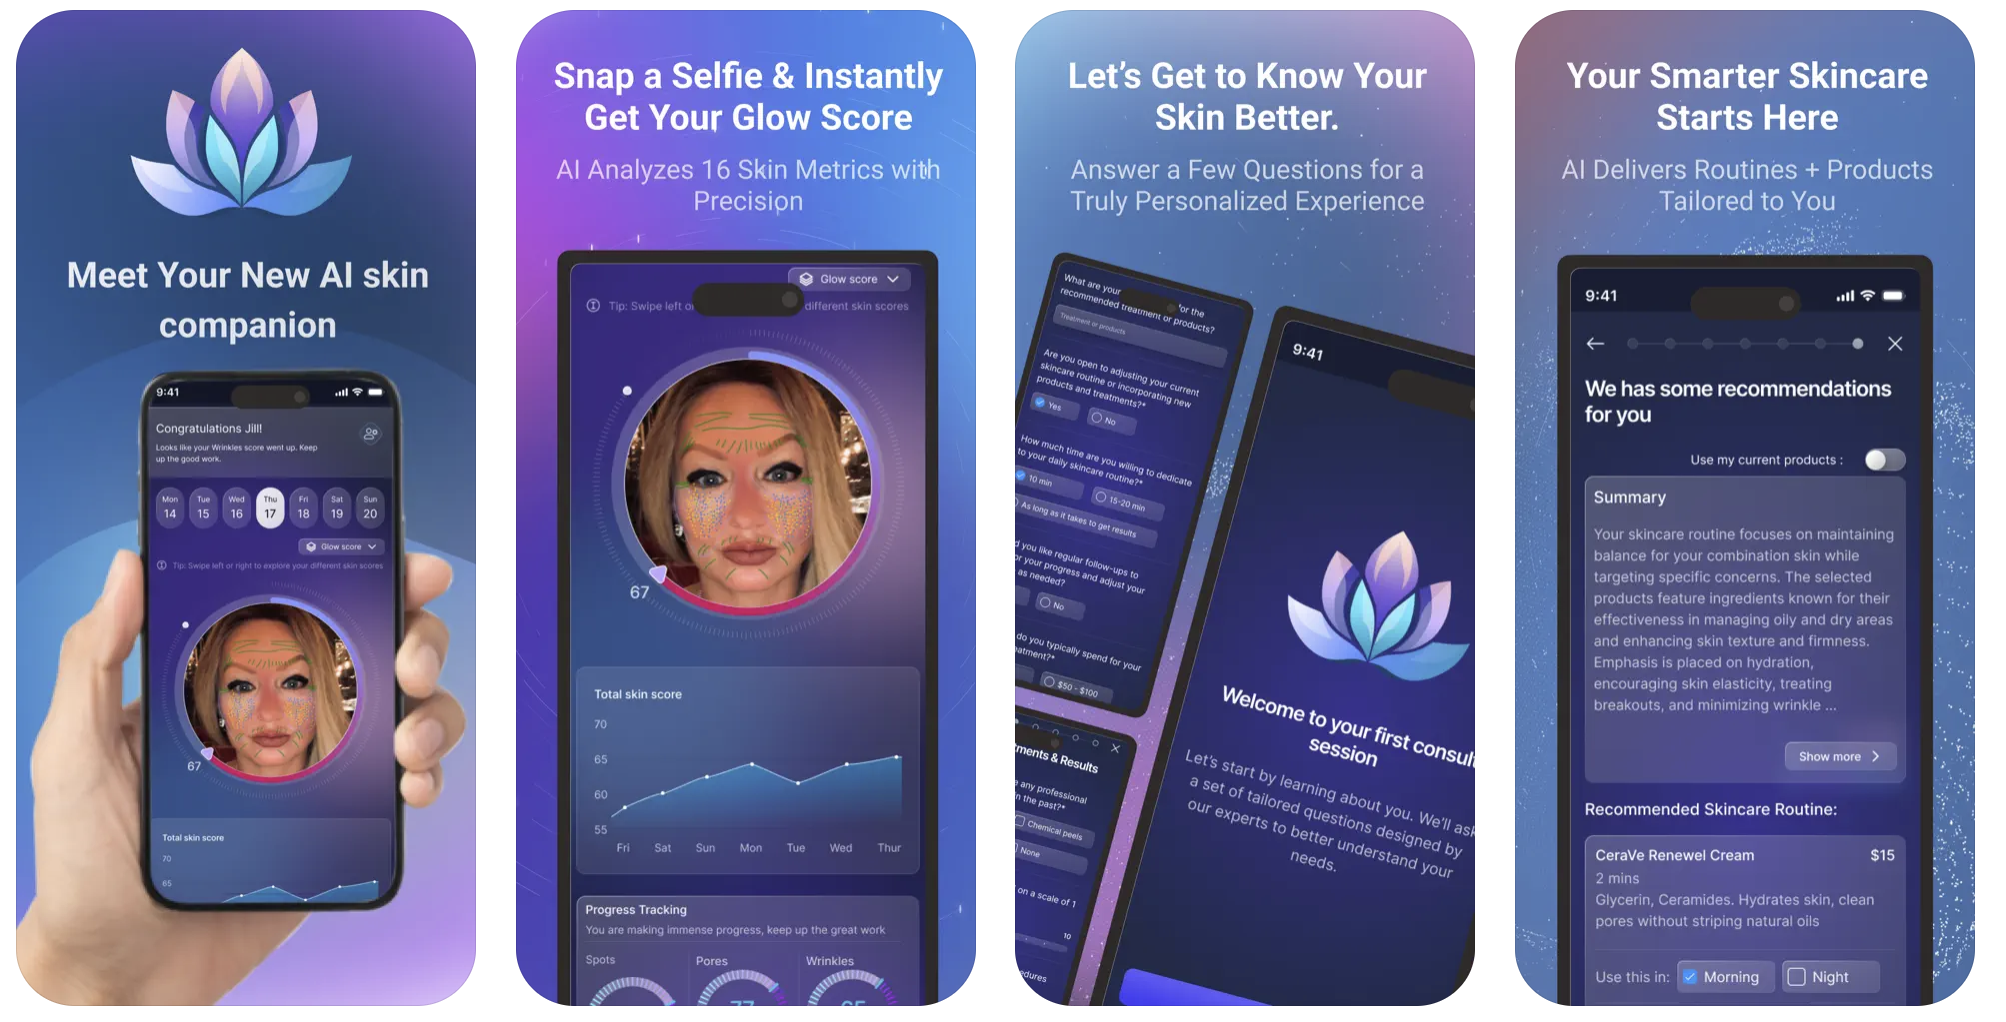 Meet Your New AI skin
companion
9:41
Congratulations Jill!
Looks like your Wrinkles score went up. Keep
up the good work.
Mon Tue Wed Thu Fri Sat Sun
14 15 16 17 18 19 20
Glow score
Tip: Swipe left or right to explore your different skin scores
67
Total skin score
70
65
Snap a Selfie & Instantly
Get Your Glow Score
AI Analyzes 16 Skin Metrics with
Precision
Glow score
Tip: Swipe left or different skin scores
67
Total skin score
70
65
60
55
Fri Sat Sun Mon Tue Wed Thur
Progress Tracking
You are making immense progress, keep up the great work
Spots Pores Wrinkles
77
Let's Get to Know Your
Skin Better.
Answer a Few Questions for a
Truly Personalized Experience
What are your for the
recommended treatment or products?
Treatment or products
Are you open to adjusting your current
skincare routine or incorporating new
products and treatments?*
Yes No
How much time are you willing to dedicate
to your daily skincare routine?*
10 min 15-20 min
As long as it takes to get results
you like regular follow-ups to
your progress and adjust your
as needed?
No
do you typically spend for your
$50 - $100
& Results
any professional
in the past?*
Chemical peels
None
on a scale of 1
10
9:41
Welcome to your first consul
session
Let's start by learning about you. We'll ask
a set of tailored questions designed by
our experts to better understand your
needs.
Your Smarter Skincare
Starts Here
AI Delivers Routines + Products
Tailored to You
9:41
We has some recommendations
for you
Use my current products :
Summary
Your skincare routine focuses on maintaining
balance for your combination skin while
targeting specific concerns. The selected
products feature ingredients known for their
effectiveness in managing oily and dry areas
and enhancing skin texture and firmness.
Emphasis is placed on hydration,
encouraging skin elasticity, treating
breakouts, and minimizing wrinkle ...
Show more
Recommended Skincare Routine:
CeraVe Renewel Cream $15
2 mins
Glycerin, Ceramides. Hydrates skin, clean
pores without striping natural oils
Use this in: Morning Night